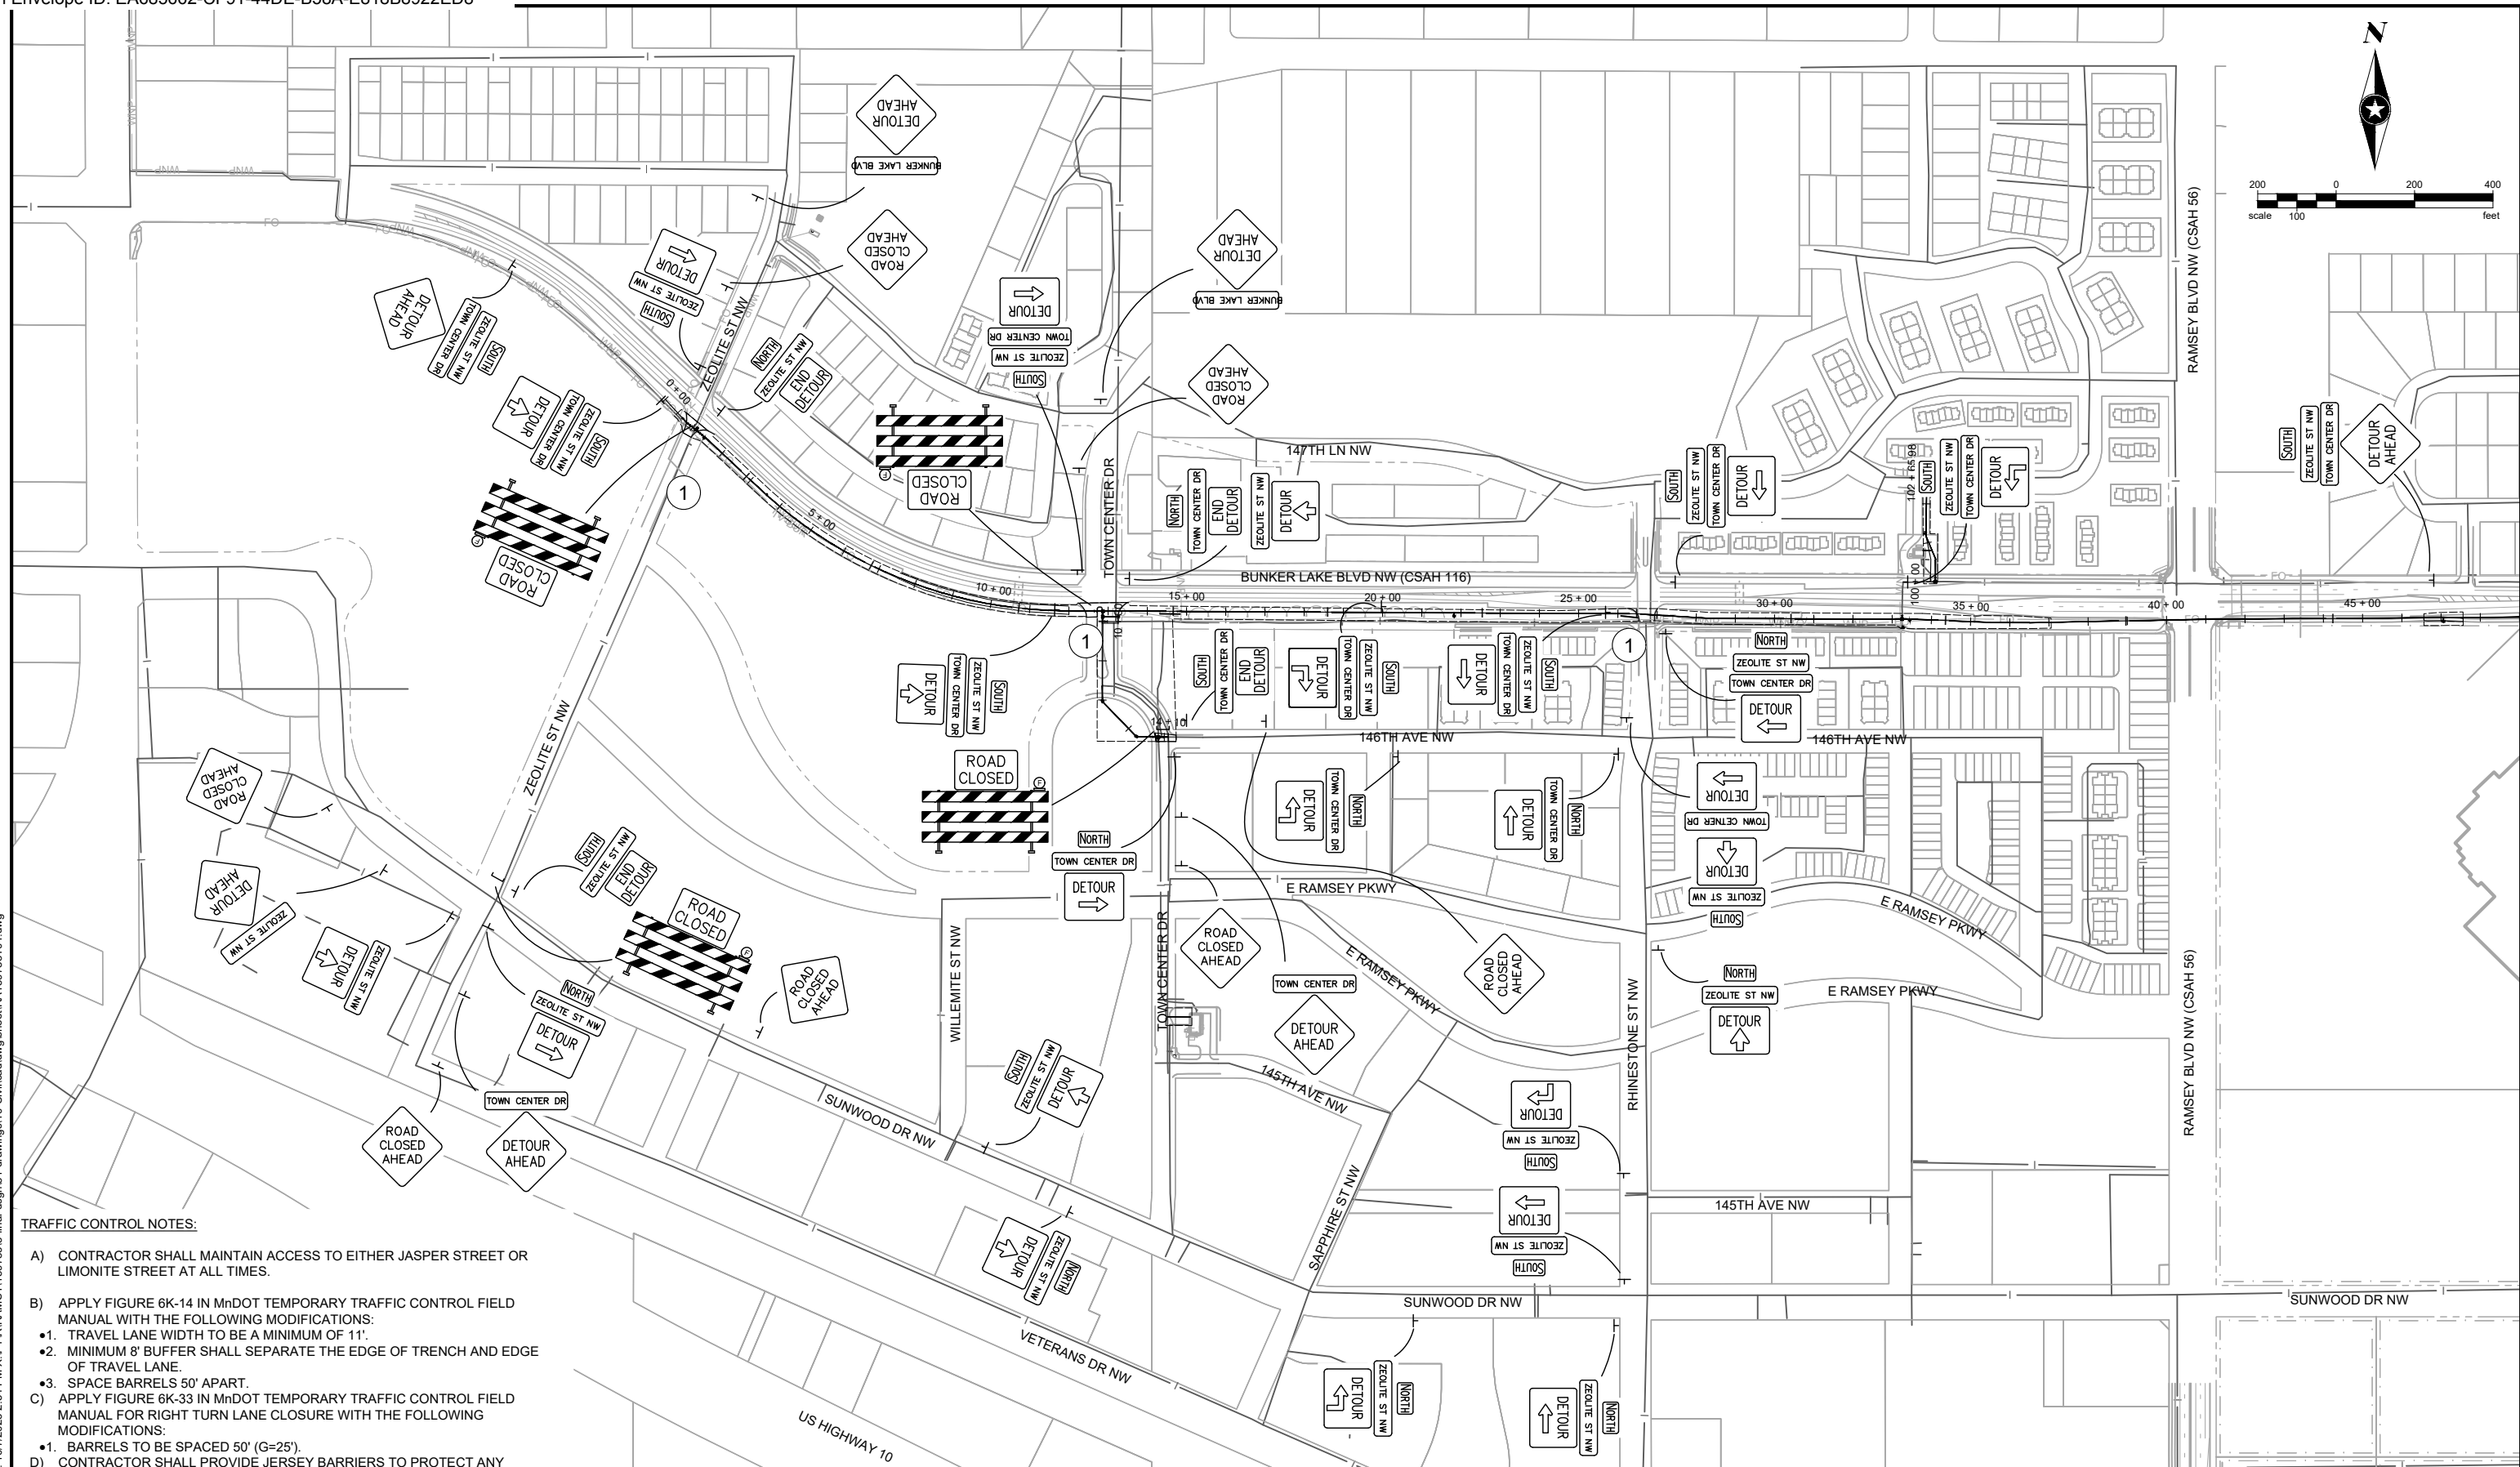 DETOUR
AHEAD
BUNKER LAKE BLVD
N
200 0 200 400
scale 100 feet
RAMSEY BLVD NW (CSAH 56)
ROAD
CLOSED
AHEAD
DETOUR
AHEAD
BUNKER LAKE BLVD
DETOUR
ZEOLITE ST NW
SOUTH
DETOUR
TOWN CENTER DR
ZEOLITE ST NW
SOUTH
DETOUR
AHEAD
TOWN CENTER DR
ZEOLITE ST NW
SOUTH
ZEOLITE ST NW
NORTH
ZEOLITE ST NW
END
DETOUR
ROAD
CLOSED
AHEAD
DETOUR
TOWN CENTER DR
ZEOLITE ST NW
SOUTH
0 + 00
ROAD
CLOSED
1
5 + 00
ROAD
CLOSED
TOWN CENTER DR
147TH LN NW
NORTH
TOWN CENTER DR
END
DETOUR
ZEOLITE ST NW
DETOUR
SOUTH
ZEOLITE ST NW
TOWN CENTER DR
DETOUR
102 + 65.98
SOUTH
ZEOLITE ST NW
TOWN CENTER DR
DETOUR
SOUTH
ZEOLITE ST NW
TOWN CENTER DR
DETOUR
AHEAD
BUNKER LAKE BLVD NW (CSAH 116)
10 + 00
15 + 00
20 + 00
25 + 00
30 + 00
100 + 00
35 + 00
40 + 00
45 + 00
1
1
DETOUR
TOWN CENTER DR
ZEOLITE ST NW
SOUTH
SOUTH
TOWN CENTER DR
END
DETOUR
DETOUR
TOWN CENTER DR
ZEOLITE ST NW
SOUTH
DETOUR
TOWN CENTER DR
ZEOLITE ST NW
SOUTH
NORTH
ZEOLITE ST NW
TOWN CENTER DR
DETOUR
146TH AVE NW
146TH AVE NW
ZEOLITE ST NW
ROAD
CLOSED
AHEAD
ROAD
CLOSED
DETOUR
TOWN CENTER DR
NORTH
DETOUR
TOWN CENTER DR
NORTH
DETOUR
TOWN CETNER DR
DETOUR
ZEOLITE ST NW
SOUTH
NORTH
TOWN CENTER DR
DETOUR
DETOUR
AHEAD
ZEOLITE ST NW
SOUTH
ZEOLITE ST NW
END
DETOUR
ROAD
CLOSED
E RAMSEY PKWY
E RAMSEY PKWY
E RAMSEY PKWY
E RAMSEY PKWY
DETOUR
ZEOLITE ST NW
NORTH
ZEOLITE ST NW
DETOUR
ROAD
CLOSED
AHEAD
WILLEMITE ST NW
TOWN CENTER DR
ROAD
CLOSED
AHEAD
TOWN CENTER DR
DETOUR
AHEAD
ROAD
CLOSED
AHEAD
RHINESTONE ST NW
NORTH
ZEOLITE ST NW
DETOUR
RAMSEY BLVD NW (CSAH 56)
TOWN CENTER DR
DETOUR
AHEAD
ROAD
CLOSED
AHEAD
SUNWOOD DR NW
SOUTH
ZEOLITE ST NW
DETOUR
145TH AVE NW
DETOUR
ZEOLITE ST NW
SOUTH
SAPPHIRE ST NW
DETOUR
ZEOLITE ST NW
SOUTH
145TH AVE NW
DETOUR
ZEOLITE ST NW
NORTH
SUNWOOD DR NW
SUNWOOD DR NW
VETERANS DR NW
US HIGHWAY 10
DETOUR
ZEOLITE ST NW
NORTH
DETOUR
ZEOLITE ST NW
NORTH
TRAFFIC CONTROL NOTES:
A) CONTRACTOR SHALL MAINTAIN ACCESS TO EITHER JASPER STREET OR
LIMONITE STREET AT ALL TIMES.
B) APPLY FIGURE 6K-14 IN MnDOT TEMPORARY TRAFFIC CONTROL FIELD
MANUAL WITH THE FOLLOWING MODIFICATIONS:
•1. TRAVEL LANE WIDTH TO BE A MINIMUM OF 11'.
•2. MINIMUM 8' BUFFER SHALL SEPARATE THE EDGE OF TRENCH AND EDGE
OF TRAVEL LANE.
•3. SPACE BARRELS 50' APART.
C) APPLY FIGURE 6K-33 IN MnDOT TEMPORARY TRAFFIC CONTROL FIELD
MANUAL FOR RIGHT TURN LANE CLOSURE WITH THE FOLLOWING
MODIFICATIONS:
•1. BARRELS TO BE SPACED 50' (G=25').
D) CONTRACTOR SHALL PROVIDE JERSEY BARRIERS TO PROTECT ANY